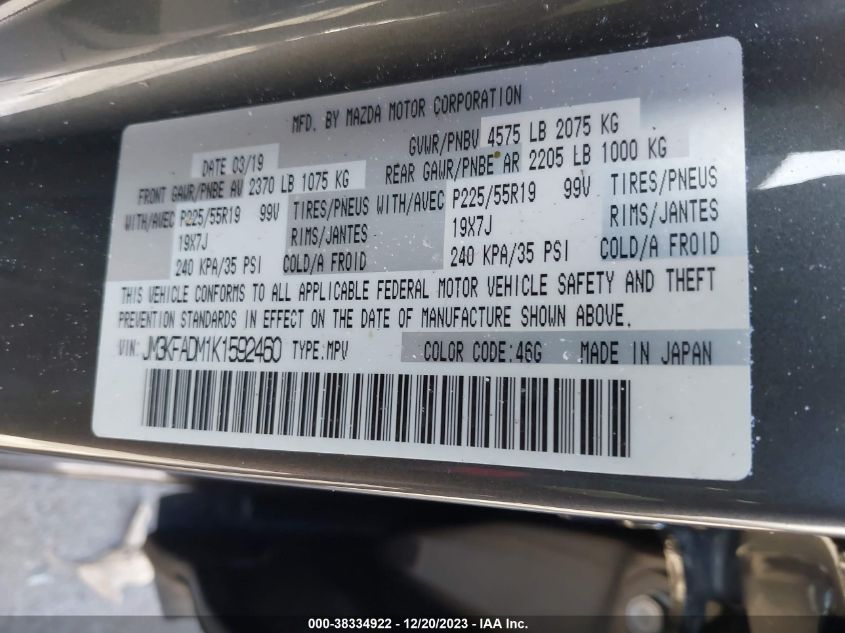 MFD. BY MAZDA MOTOR CORPORATION
DATE 03/19 GVWR/PNBV 4575 LB 2075 KG
FRONT GAWR/PNBE AV 2370 LB 1075 KG REAR GAWR/PNBE AR 2205 LB 1000 KG
WITH/AVEC P225/55R19 99V TIRES/PNEUS WITH/AVEC P225/55R19 99V TIRES/PNEUS
19X7J RIMS/JANTES 19X7J RIMS/JANTES
240 KPA/35 PSI COLD/A FROID 240 KPA/35 PSI COLD/A FROID
THIS VEHICLE CONFORMS TO ALL APPLICABLE FEDERAL MOTOR VEHICLE SAFETY AND THEFT
PREVENTION STANDARDS IN EFFECT ON THE DATE OF MANUFACTURE SHOWN ABOVE.
VIN: JM3KFADM1K1592460 TYPE:MPV COLOR CODE:46G MADE IN JAPAN
000-38334922 - 12/20/2023 - IAA Inc.